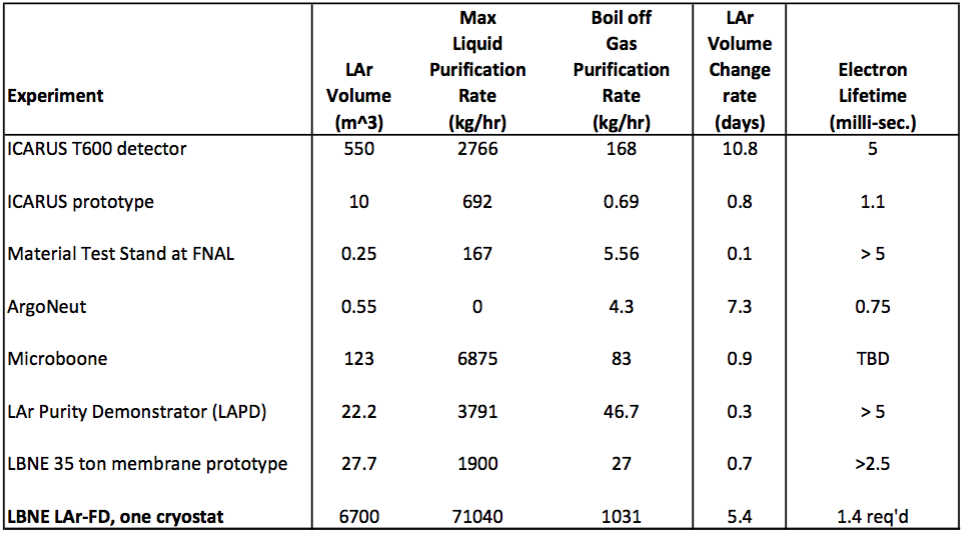 Experiment LAr Volume (m^3) Max Liquid Purification Rate (kg/hr) Boil off Gas Purification Rate (kg/hr) LAr Volume Change rate (days) Electron Lifetime (milli-sec.)
ICARUS T600 detector 550 2766 168 10.8 5
ICARUS prototype 10 692 0.69 0.8 1.1
Material Test Stand at FNAL 0.25 167 5.56 0.1 > 5
ArgoNeut 0.55 0 4.3 7.3 0.75
Microboone 123 6875 83 0.9 TBD
LAr Purity Demonstrator (LAPD) 22.2 3791 46.7 0.3 > 5
LBNE 35 ton membrane prototype 27.7 1900 27 0.7 >2.5
LBNE LAr-FD, one cryostat 6700 71040 1031 5.4 1.4 req'd